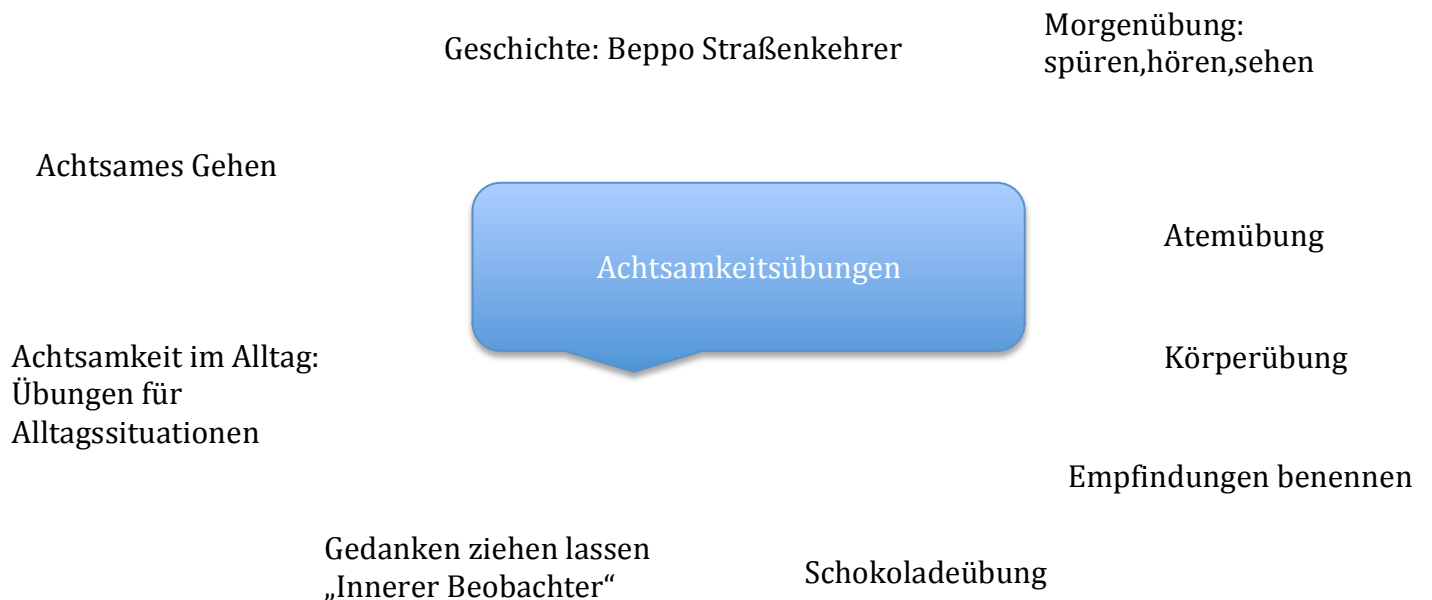 Geschichte: Beppo Straßenkehrer
Morgenübung:
spüren,hören,sehen
Achtsames Gehen
Achtsamkeitsübungen
Atemübung
Achtsamkeit im Alltag:
Übungen für
Alltagssituationen
Körperübung
Empfindungen benennen
Gedanken ziehen lassen
„Innerer Beobachter“
Schokoladeübung